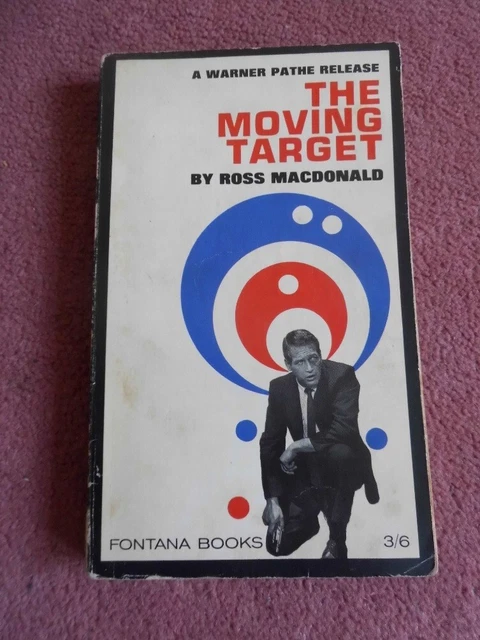 A WARNER PATHE RELEASE
THE
MOVING
TARGET
BY ROSS MACDONALD
FONTANA BOOKS
3/6